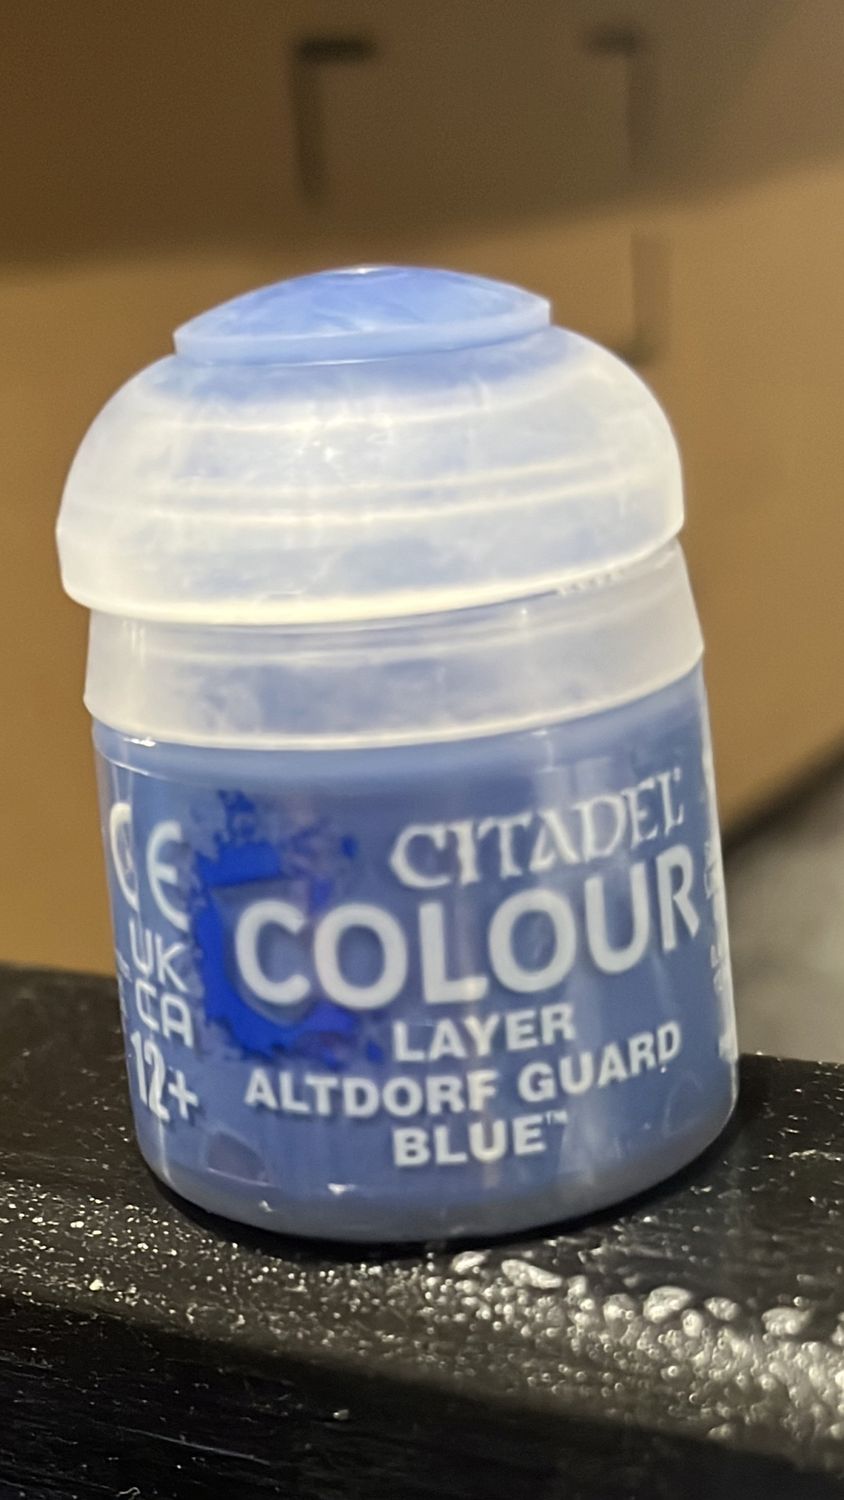 CITADEL
COLOUR
LAYER
ALTDORF GUARD
BLUE™
CE
UK
CA
12+